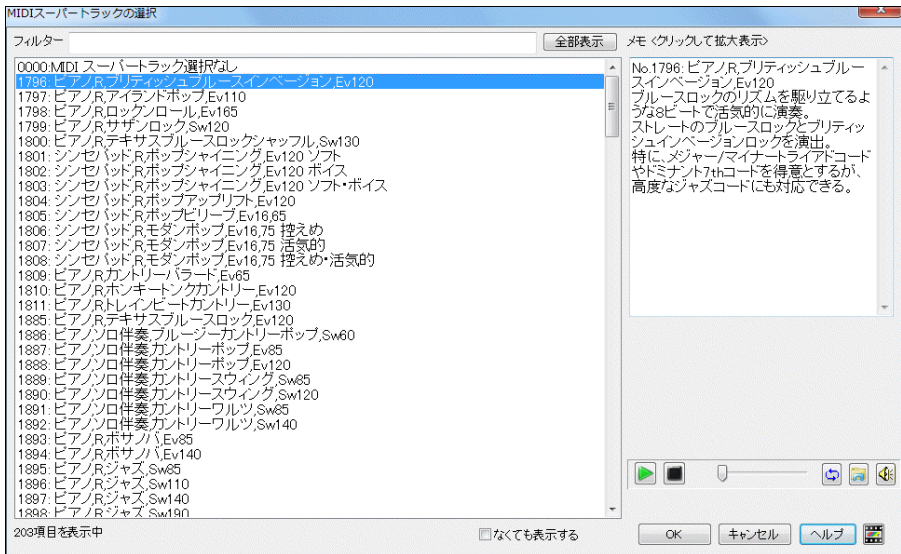 MIDIスーパートラックの選択
フィルター
全部表示
メモ <クリックして拡大表示>
0000:MIDI スーパートラック選択なし
1796: ピアノ,R,ブリティッシュブルースインベージョン,Ev120
1797: ピアノ,R,アイランドポップ,Ev110
1798: ピアノ,R,ロックンロール,Ev165
1799: ピアノ,R,サザンロック,Sw120
1800: ピアノ,R,テキサスブルースロックシャッフル,Sw130
1801: シンセパッド,R,ポップシャイニング,Ev120 ソフト
1802: シンセパッド,R,ポップシャイニング,Ev120 ボイス
1803: シンセパッド,R,ポップシャイニング,Ev120 ソフト・ボイス
1804: シンセパッド,R,ポップアップリフト,Ev120
1805: シンセパッド,R,ポップビリーブ,Ev16,65
1806: シンセパッド,R,モダンポップ,Ev16,75 控えめ
1807: シンセパッド,R,モダンポップ,Ev16,75 活気的
1808: シンセパッド,R,モダンポップ,Ev16,75 控えめ・活気的
1809: ピアノ,R,カントリーバラード,Ev65
1810: ピアノ,R,ホンキートンクカントリー,Ev120
1811: ピアノ,R,トレインビートカントリー,Ev130
1885: ピアノ,R,テキサスブルースロック,Ev120
1886: ピアノ,ソロ伴奏,ブルージーカントリーポップ,Sw60
1887: ピアノ,ソロ伴奏,カントリーポップ,Ev85
1888: ピアノ,ソロ伴奏,カントリーポップ,Ev120
1889: ピアノ,ソロ伴奏,カントリースウィング,Sw85
1890: ピアノ,ソロ伴奏,カントリースウィング,Sw120
1891: ピアノ,ソロ伴奏,カントリーワルツ,Sw85
1892: ピアノ,ソロ伴奏,カントリーワルツ,Sw140
1893: ピアノ,R,ボサノバ,Ev85
1894: ピアノ,R,ボサノバ,Ev140
1895: ピアノ,R,ジャズ,Sw85
1896: ピアノ,R,ジャズ,Sw110
1897: ピアノ,R,ジャズ,Sw140
1898: ピアノ,R,ジャズ,Sw190
No.1796: ピアノ,R,ブリティッシュブルー
スインベージョン,Ev120
ブルースロックのリズムを駆り立てるよ
うな8ビートで活気的に演奏。
ストレートのブルースロックとブリティッ
シュインベージョンロックを演出。
特に、メジャー/マイナートライアドコード
やドミナント7thコードを得意とするが、
高度なジャズコードにも対応できる。
203項目を表示中
なくても表示する
OK
キャンセル
ヘルプ